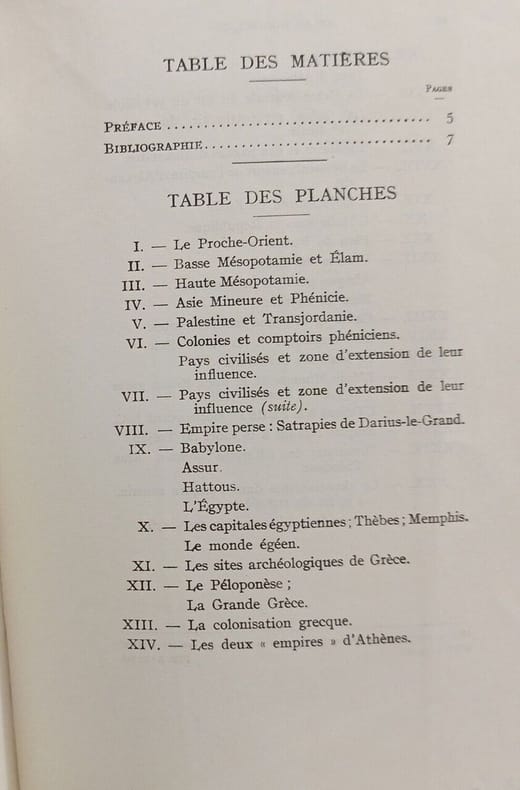 TABLE DES MATIÈRES
PAGES
PRÉFACE .................................... 5
BIBLIOGRAPHIE............................... 7
TABLE DES PLANCHES
I. — Le Proche-Orient.
II. — Basse Mésopotamie et Élam.
III. — Haute Mésopotamie.
IV. — Asie Mineure et Phénicie.
V. — Palestine et Transjordanie.
VI. — Colonies et comptoirs phéniciens.
Pays civilisés et zone d'extension de leur
influence.
VII. — Pays civilisés et zone d'extension de leur
influence (suite).
VIII. — Empire perse : Satrapies de Darius-le-Grand.
IX. — Babylone.
Assur.
Hattous.
L'Égypte.
X. — Les capitales égyptiennes ; Thèbes ; Memphis.
Le monde égéen.
XI. — Les sites archéologiques de Grèce.
XII. — Le Péloponèse ;
La Grande Grèce.
XIII. — La colonisation grecque.
XIV. — Les deux « empires » d'Athènes.